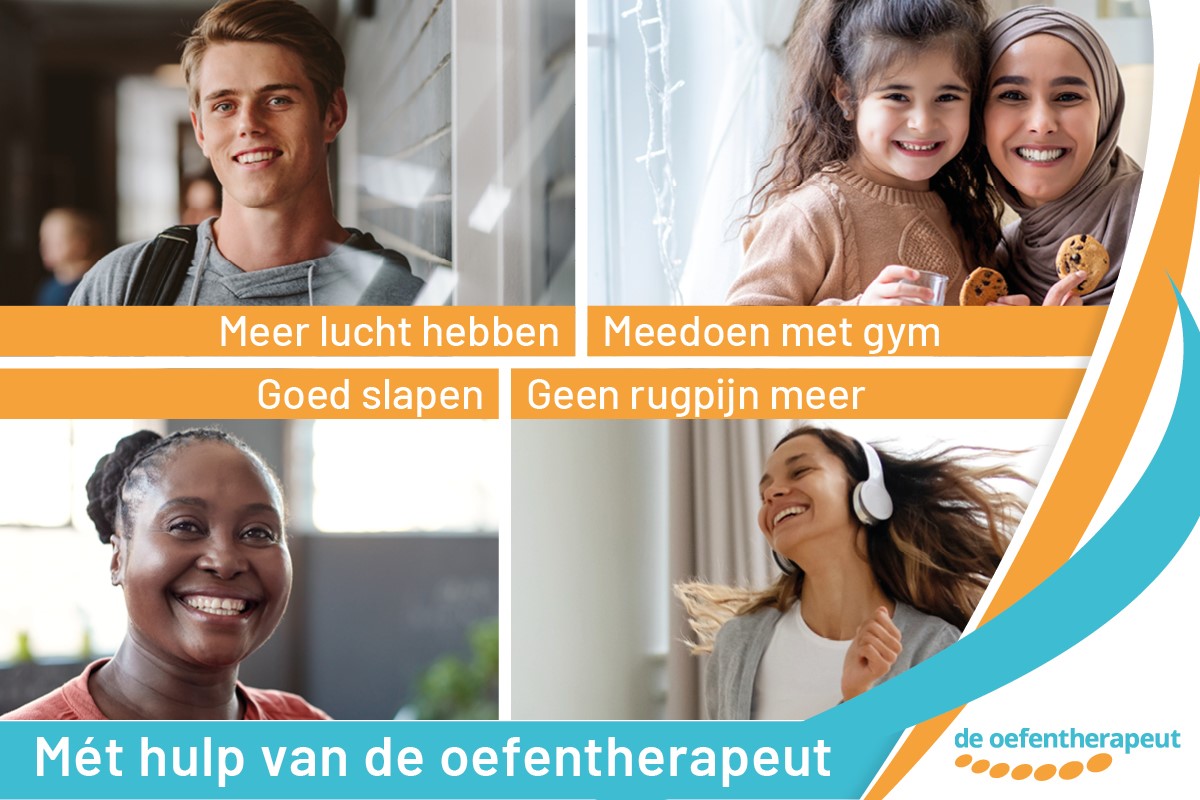 Meer lucht hebben
Meedoen met gym
Goed slapen
Geen rugpijn meer
Mét hulp van de oefentherapeut
de oefentherapeut